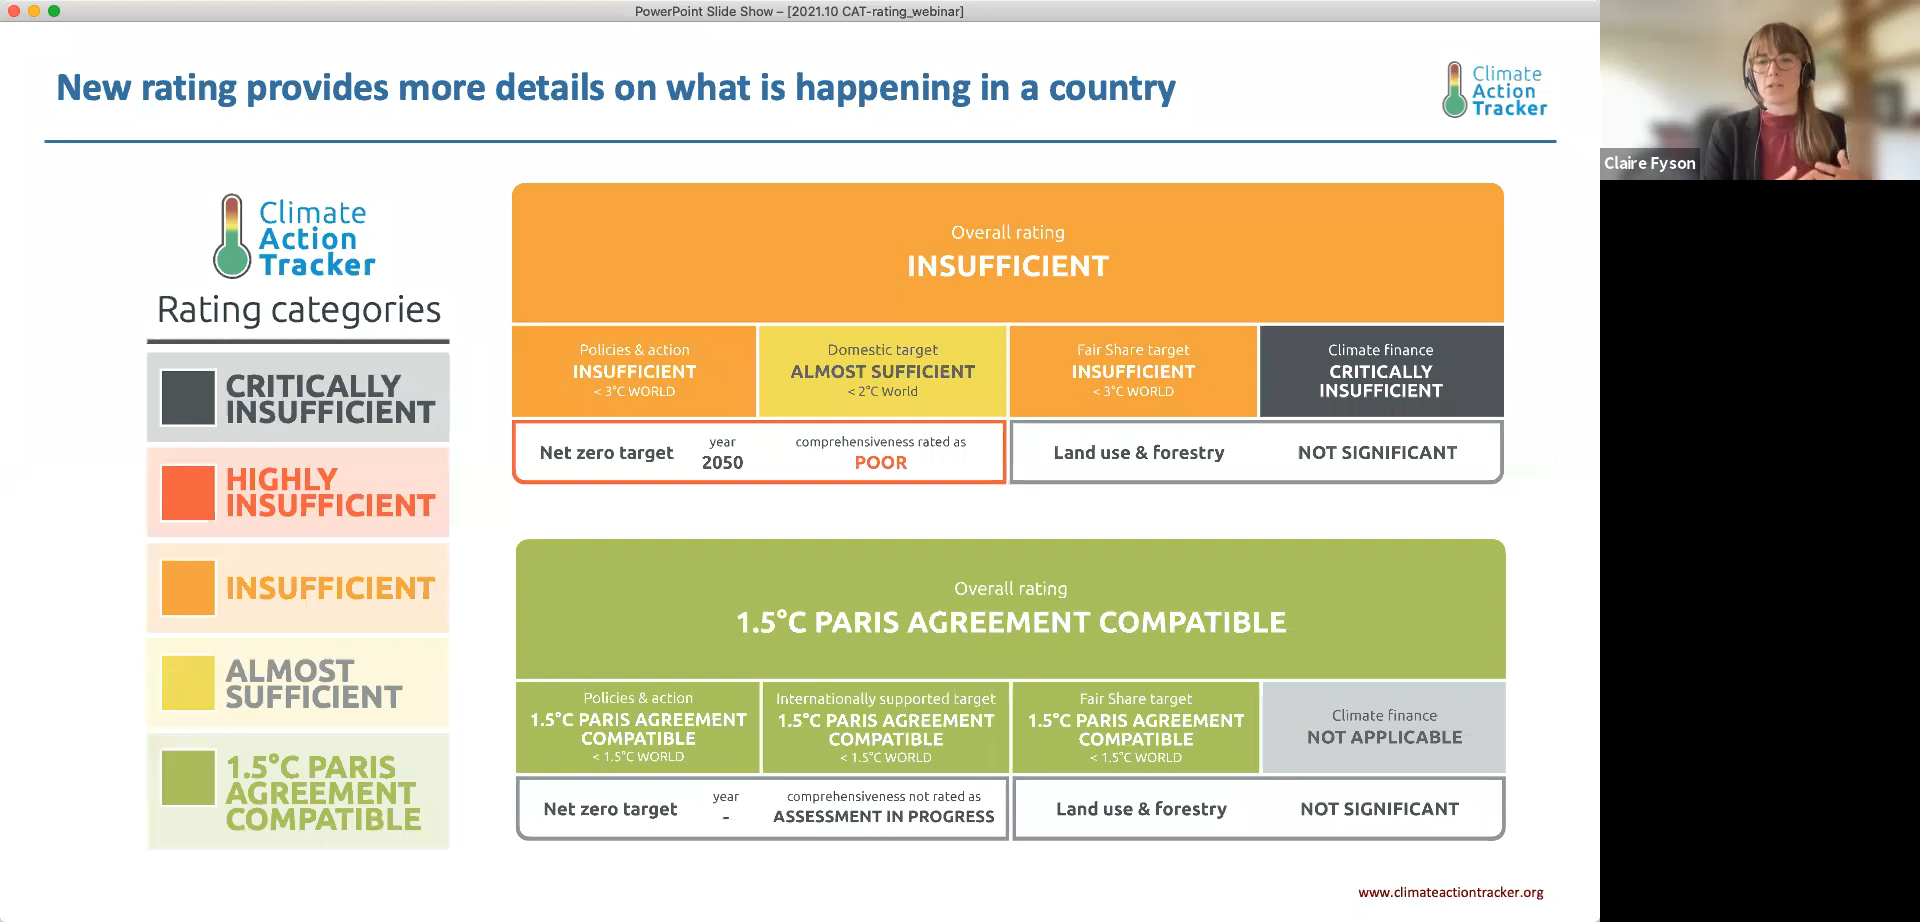 PowerPoint Slide Show – [2021.10 CAT-rating_webinar]
New rating provides more details on what is happening in a country
Climate
Action
Tracker
Claire Fyson
Climate
Action
Tracker
Rating categories
CRITICALLY
INSUFFICIENT
HIGHLY
INSUFFICIENT
INSUFFICIENT
ALMOST
SUFFICIENT
1.5°C PARIS
AGREEMENT
COMPATIBLE
Overall rating
INSUFFICIENT
Policies & action
INSUFFICIENT
< 3°C WORLD
Domestic target
ALMOST SUFFICIENT
< 2°C World
Fair Share target
INSUFFICIENT
< 3°C WORLD
Climate finance
CRITICALLY
INSUFFICIENT
Net zero target
year
2050
comprehensiveness rated as
POOR
Land use & forestry
NOT SIGNIFICANT
Overall rating
1.5°C PARIS AGREEMENT COMPATIBLE
Policies & action
1.5°C PARIS AGREEMENT
COMPATIBLE
< 1.5°C WORLD
Internationally supported target
1.5°C PARIS AGREEMENT
COMPATIBLE
< 1.5°C WORLD
Fair Share target
1.5°C PARIS AGREEMENT
COMPATIBLE
< 1.5°C WORLD
Climate finance
NOT APPLICABLE
Net zero target
year
-
comprehensiveness not rated as
ASSESSMENT IN PROGRESS
Land use & forestry
NOT SIGNIFICANT
www.climateactiontracker.org